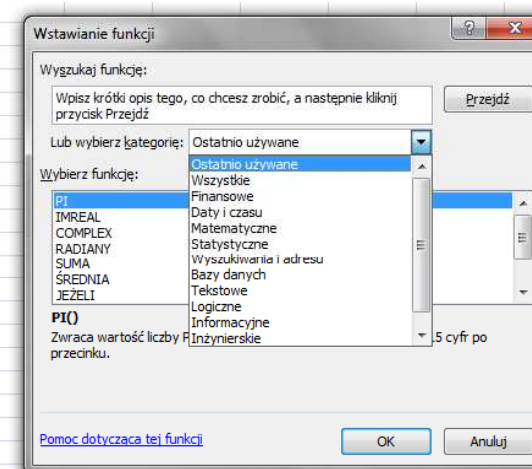 Wstawianie funkcji
Wyszukaj funkcję:
Wpisz krótki opis tego, co chcesz zrobić, a następnie kliknij
przycisk Przejdź
Przejdź
Lub wybierz kategorię: Ostatnio używane
Ostatnio używane
Wszystkie
Finansowe
Daty i czasu
Matematyczne
Statystyczne
Wyszukiwania i adresu
Bazy danych
Tekstowe
Logiczne
Informacyjne
Inżynierskie
Wybierz funkcję:
PI
IMREAL
COMPLEX
RADIANY
SUMA
ŚREDNIA
JEŻELI
PI()
Zwraca wartość liczby P 5 cyfr po
przecinku.
Pomoc dotycząca tej funkcji
OK
Anuluj